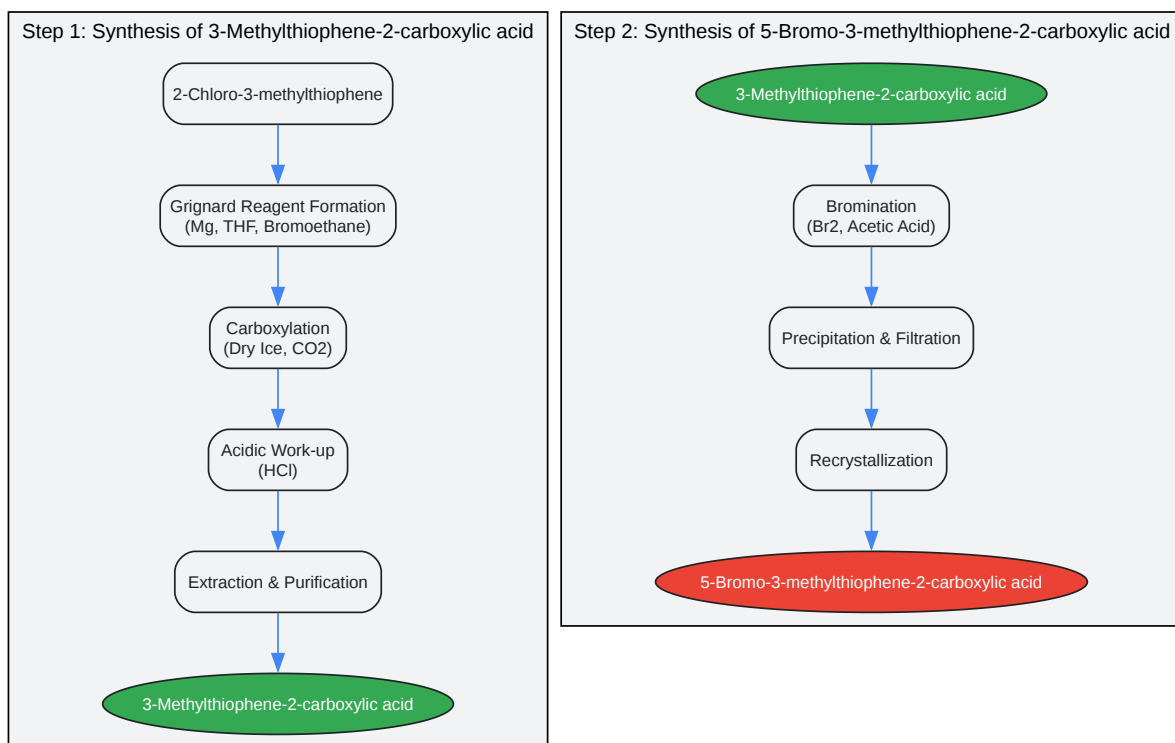 Step 1: Synthesis of 3-Methylthiophene-2-carboxylic acid
2-Chloro-3-methylthiophene
Grignard Reagent Formation
(Mg, THF, Bromoethane)
Carboxylation
(Dry Ice, CO2)
Acidic Work-up
(HCl)
Extraction & Purification
3-Methylthiophene-2-carboxylic acid
Step 2: Synthesis of 5-Bromo-3-methylthiophene-2-carboxylic acid
3-Methylthiophene-2-carboxylic acid
Bromination
(Br2, Acetic Acid)
Precipitation & Filtration
Recrystallization
5-Bromo-3-methylthiophene-2-carboxylic acid